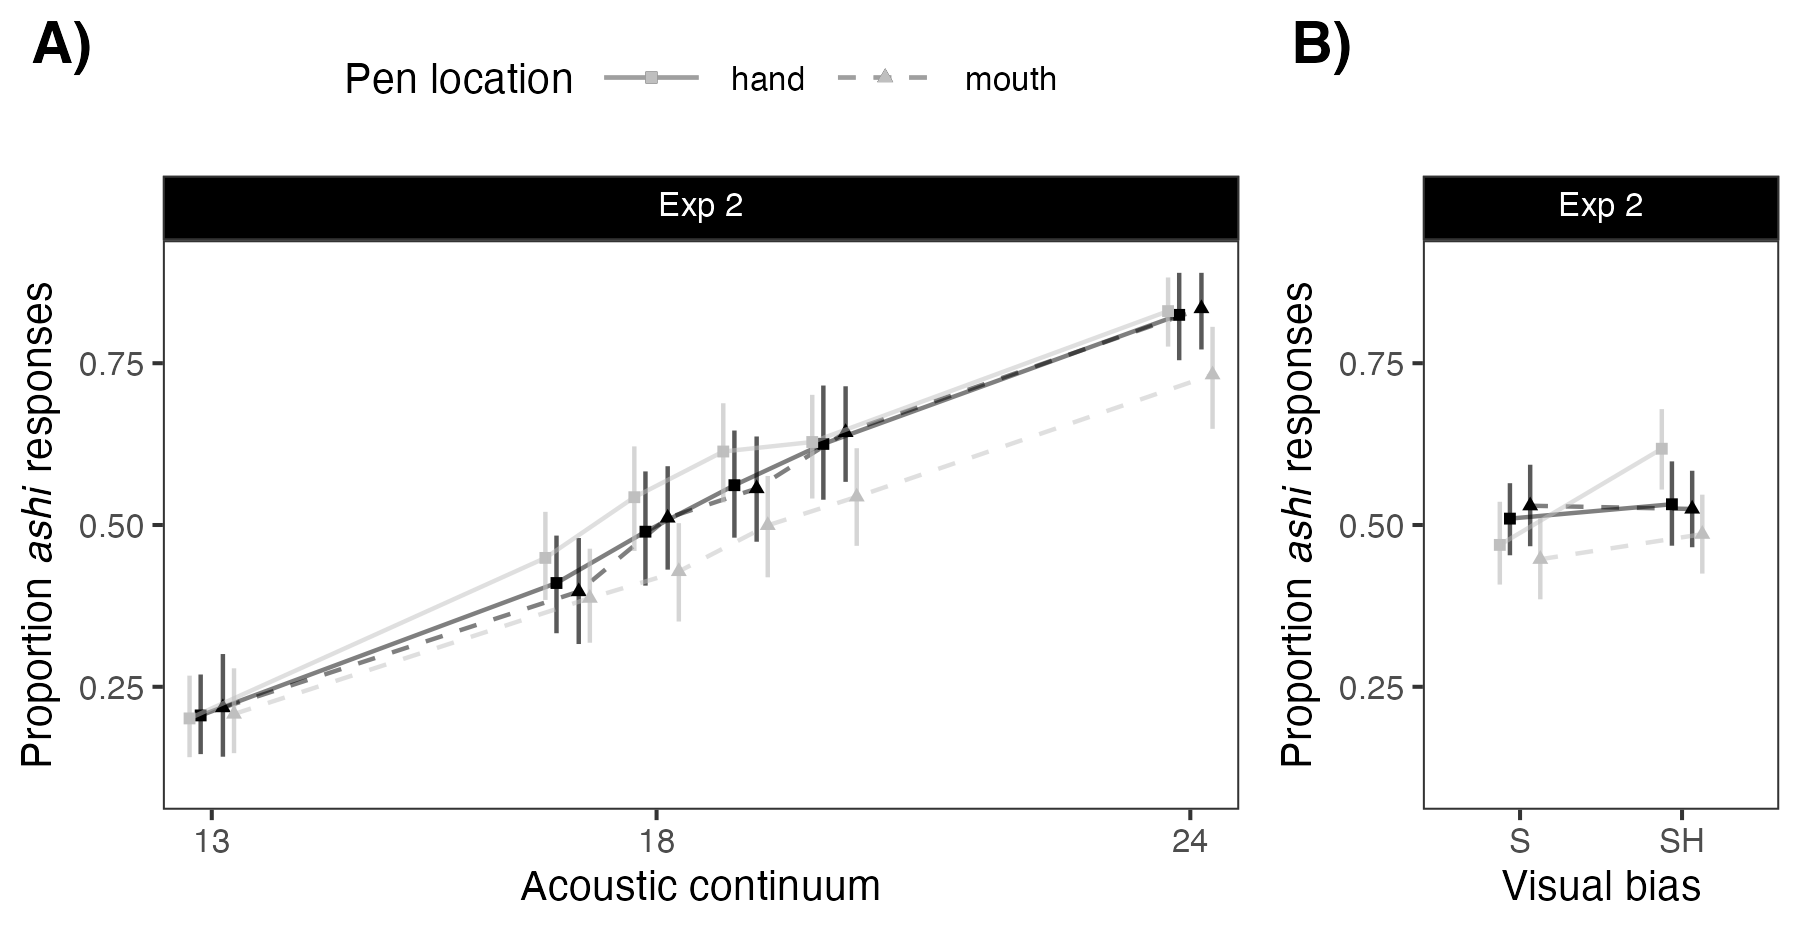 A)
Pen location hand mouth
Exp 2
Proportion ashi responses
0.75
0.50
0.25
13 18 24
Acoustic continuum
B)
Exp 2
Proportion ashi responses
0.75
0.50
0.25
S SH
Visual bias